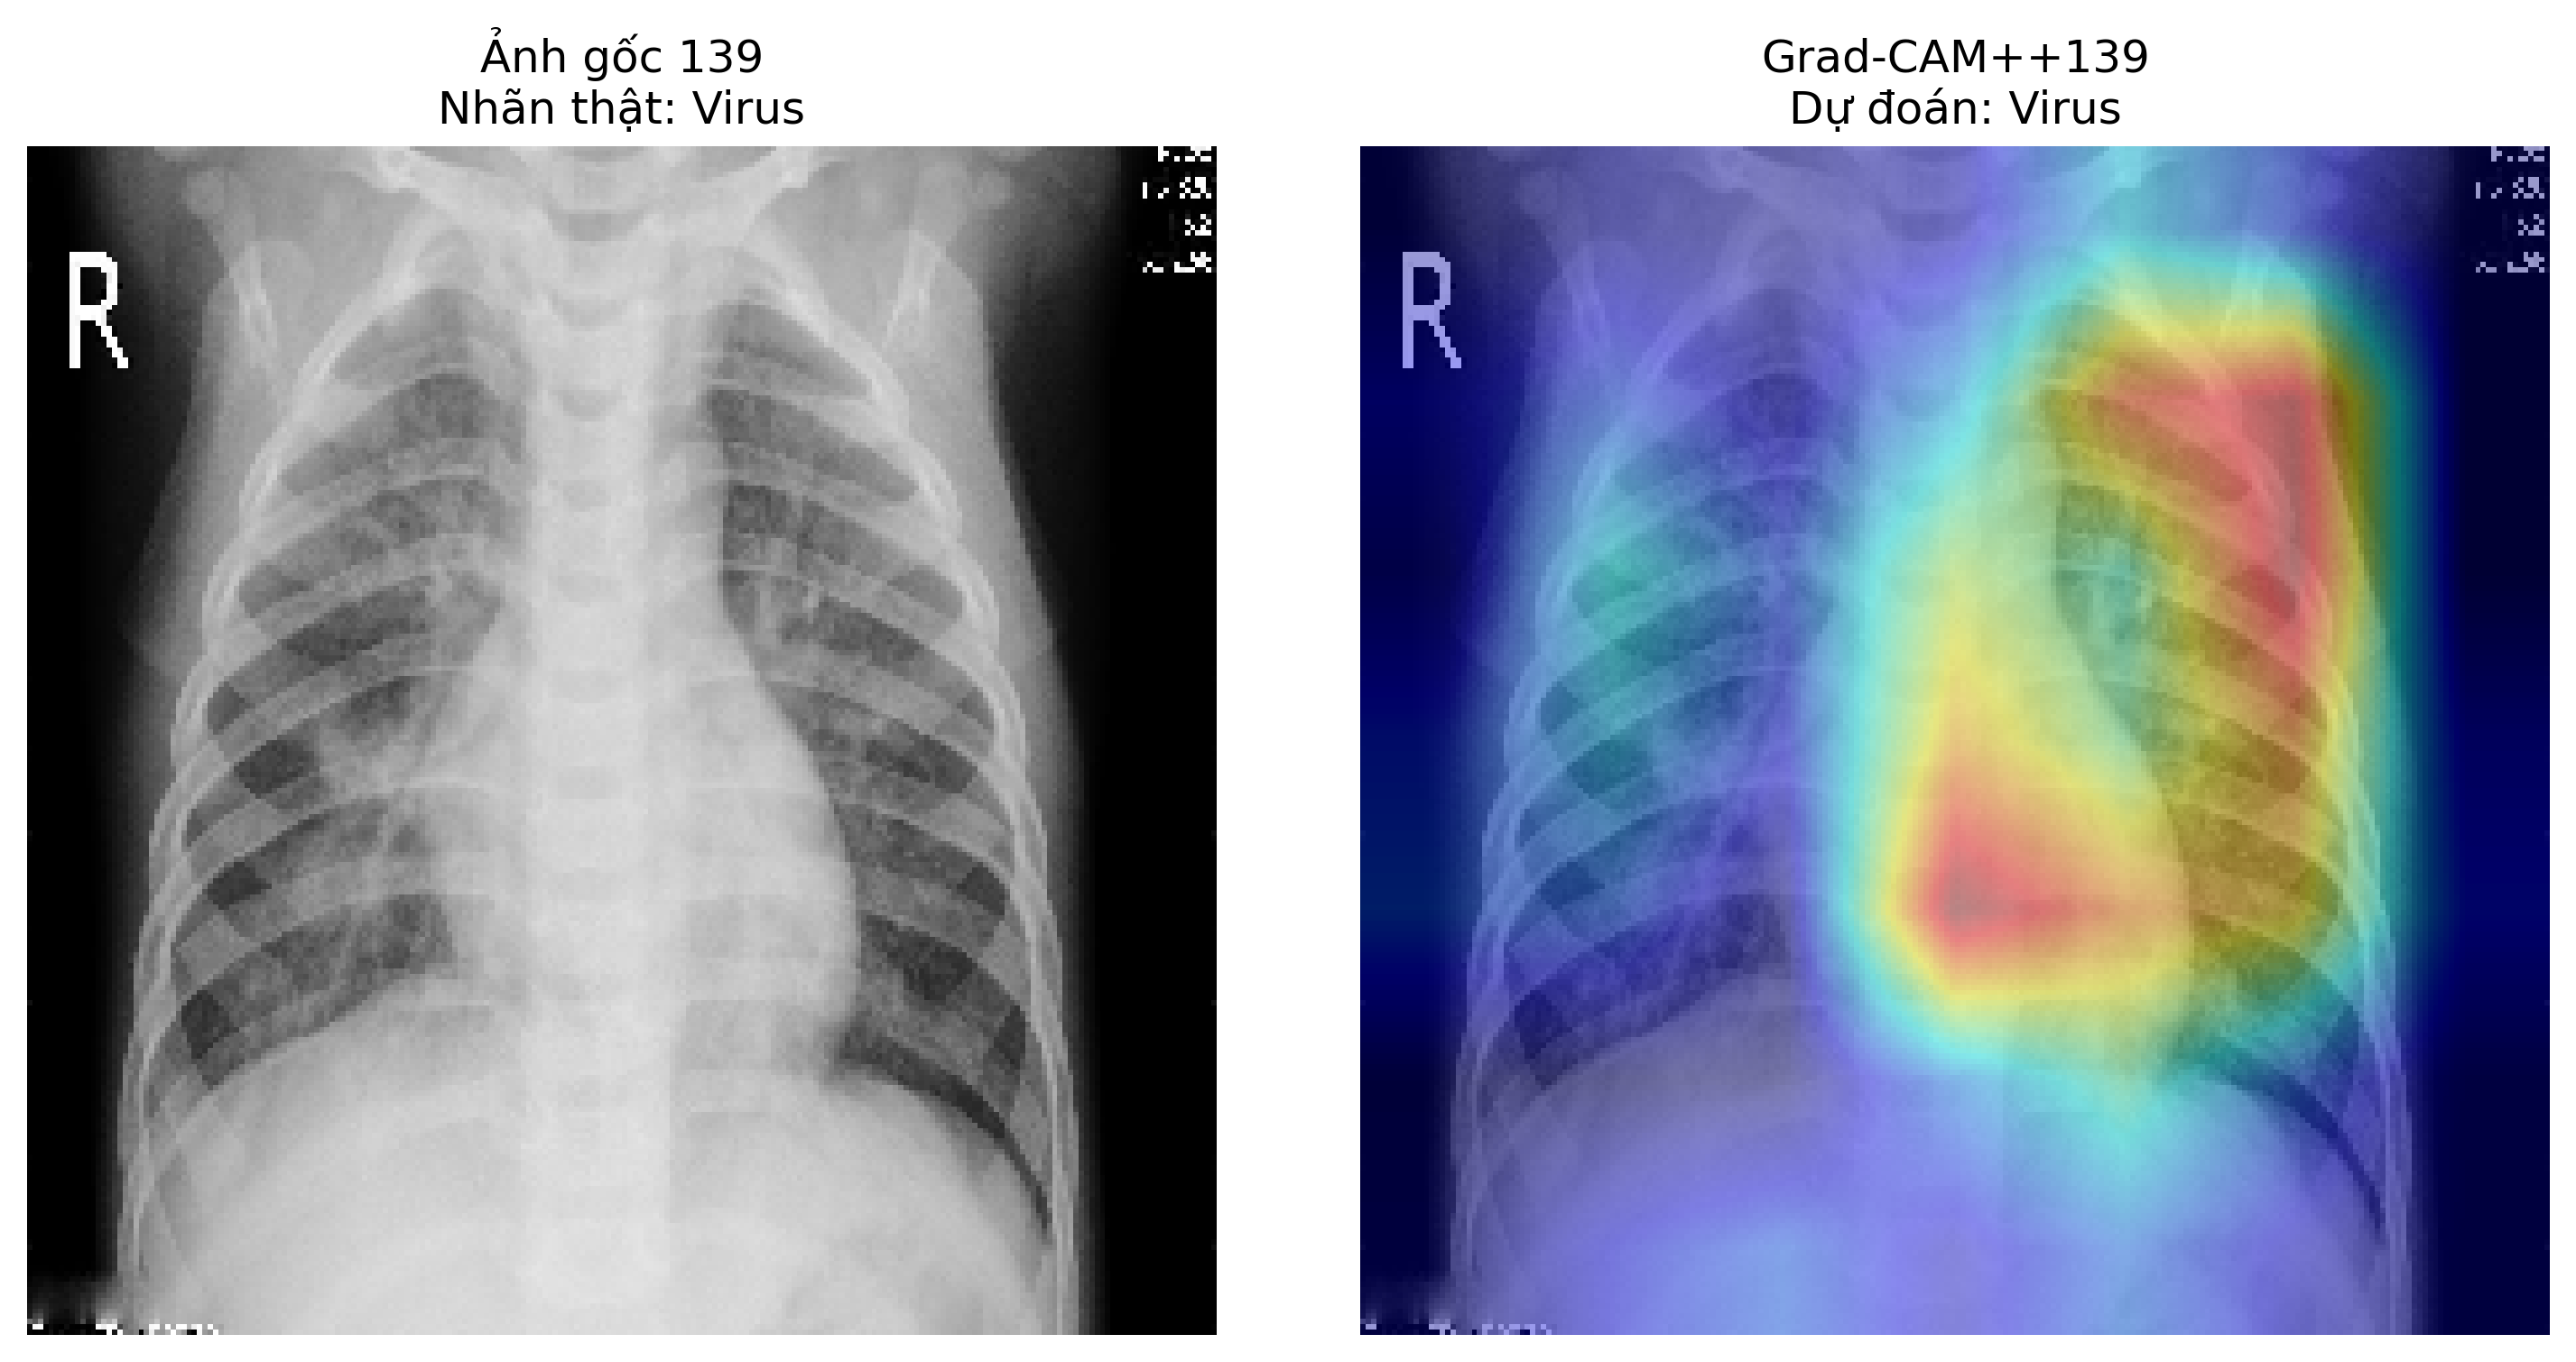 Ảnh gốc 139
Nhãn thật: Virus
Grad-CAM++139
Dự đoán: Virus
R
R